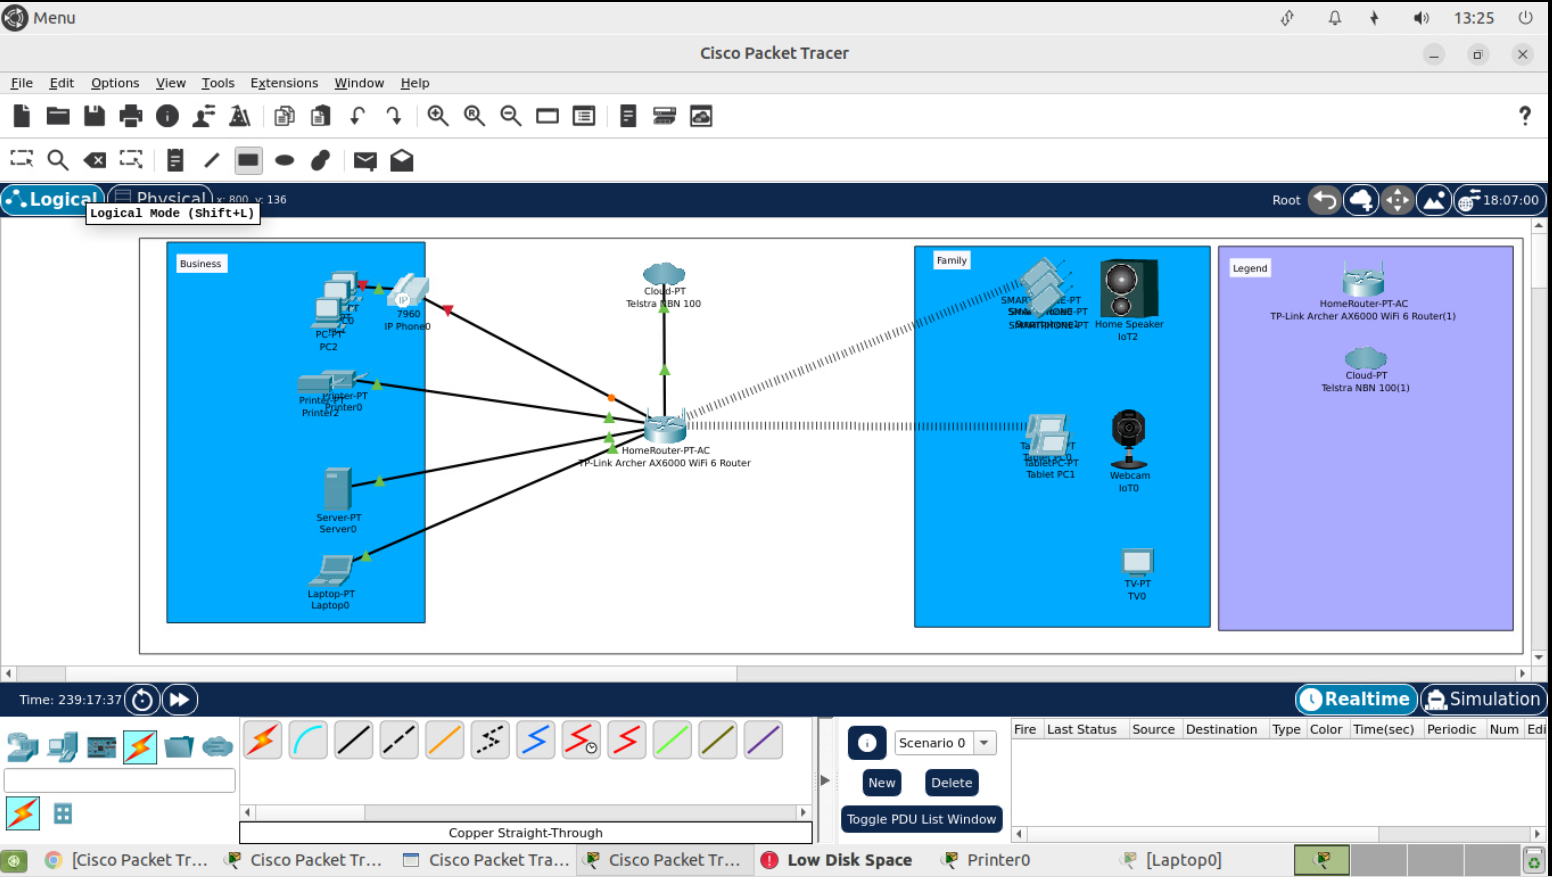 Menu
13:25
Cisco Packet Tracer
File Edit Options View Tools Extensions Window Help
?
Logical
Physical
x: 800, y: 136
Root
18:07:00
Logical Mode (Shift+L)
Business
PC-PT
PC2
IP
7960
IP Phone0
Printer-PT
Printer0
Printer2
Server-PT
Server0
Laptop-PT
Laptop0
Cloud-PT
Telstra NBN 100
HomeRouter-PT-AC
TP-Link Archer AX6000 WiFi 6 Router
Family
SMARTPHONE-PT
Home Speaker
IoT2
TabletPC-PT
Tablet PC1
Webcam
IoT0
TV-PT
TV0
Legend
HomeRouter-PT-AC
TP-Link Archer AX6000 WiFi 6 Router(1)
Cloud-PT
Telstra NBN 100(1)
Time: 239:17:37
Realtime
Simulation
Scenario 0
New
Delete
Toggle PDU List Window
Fire Last Status Source Destination Type Color Time(sec) Periodic Num Edi
Copper Straight-Through
[Cisco Packet Tr...
Cisco Packet Tr...
Cisco Packet Tra...
Cisco Packet Tr...
Low Disk Space
Printer0
[Laptop0]